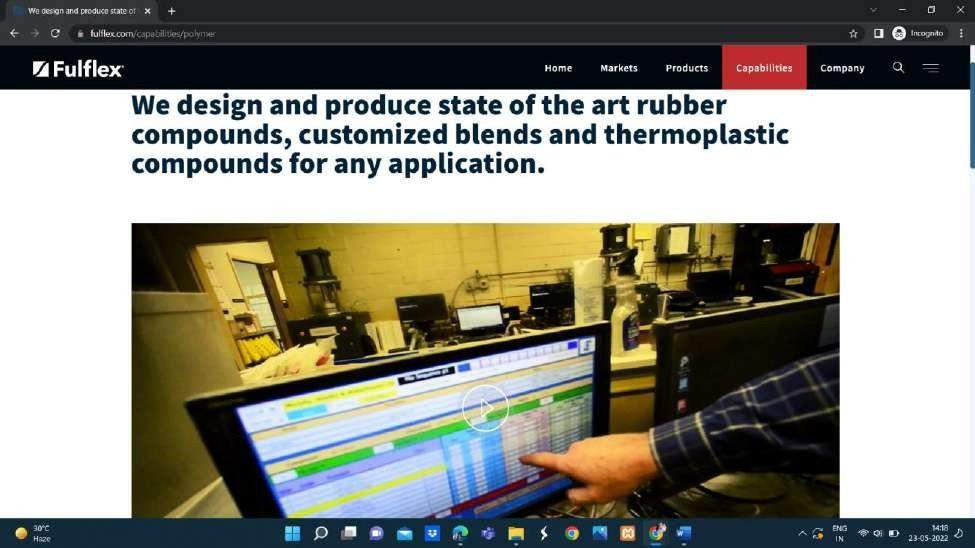 We design and produce state of
fulflex.com/capabilities/polymer
Incognito
Fulflex
Home Markets Products Capabilities Company
We design and produce state of the art rubber
compounds, customized blends and thermoplastic
compounds for any application.
30°C
Haze
ENG
IN
14:18
23-05-2022